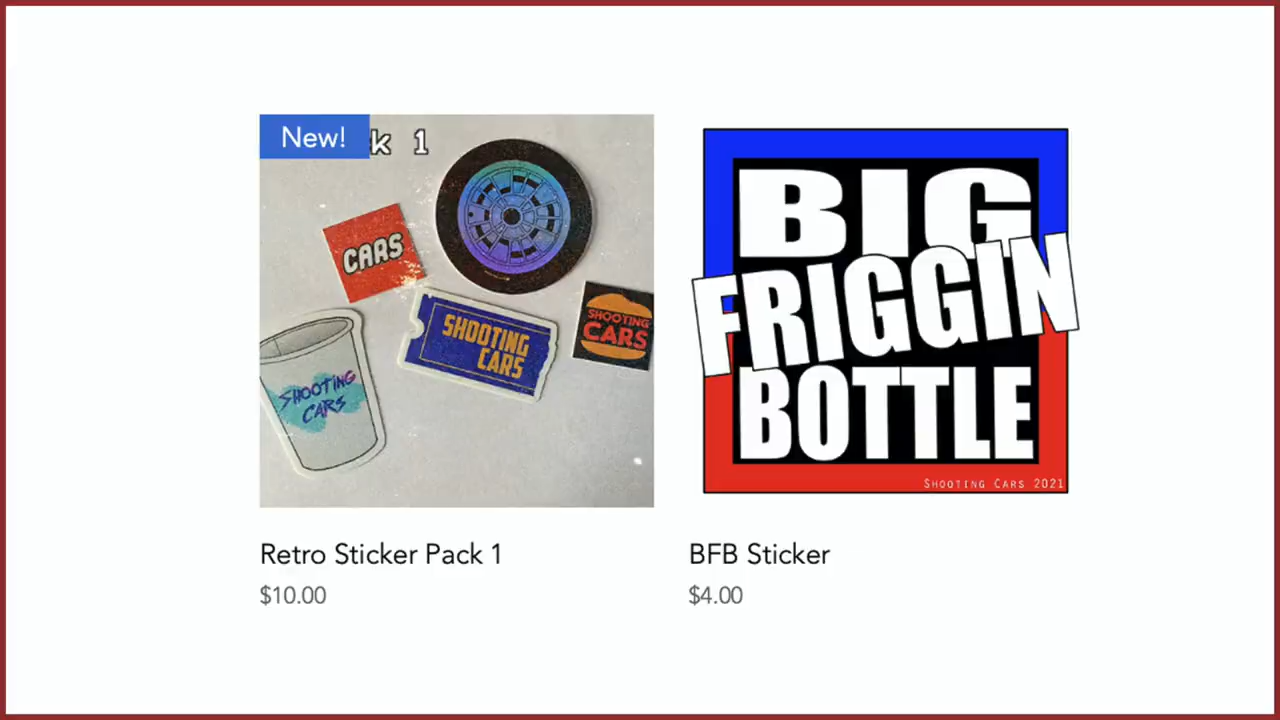 New!
k 1
CARS
SHOOTING
CARS
SHOOTING
CARS
SHOOTING
CARS
BIG
FRIGGIN
BOTTLE
SHOOTING CARS 2021
Retro Sticker Pack 1
BFB Sticker
$10.00
$4.00